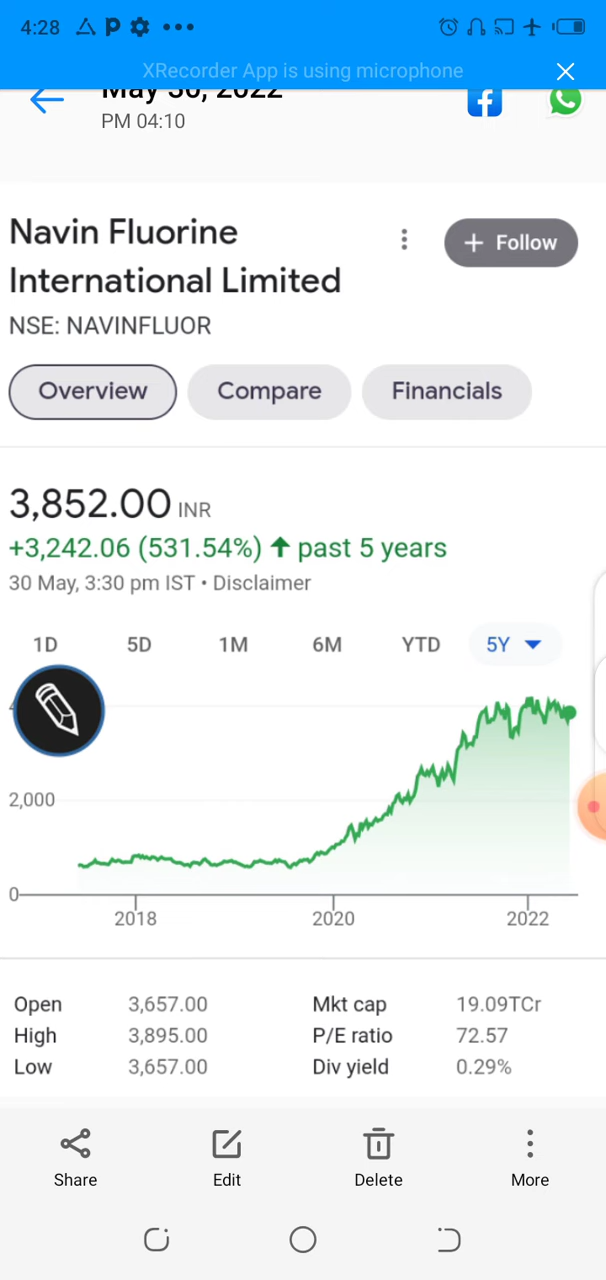 4:28
XRecorder App is using microphone
May 30, 2022
PM 04:10
Navin Fluorine
International Limited
+ Follow
NSE: NAVINFLUOR
Overview Compare Financials
3,852.00 INR
+3,242.06 (531.54%) ↑ past 5 years
30 May, 3:30 pm IST • Disclaimer
1D 5D 1M 6M YTD 5Y
2,000
0
2018 2020 2022
Open 3,657.00 Mkt cap 19.09TCr
High 3,895.00 P/E ratio 72.57
Low 3,657.00 Div yield 0.29%
Share Edit Delete More